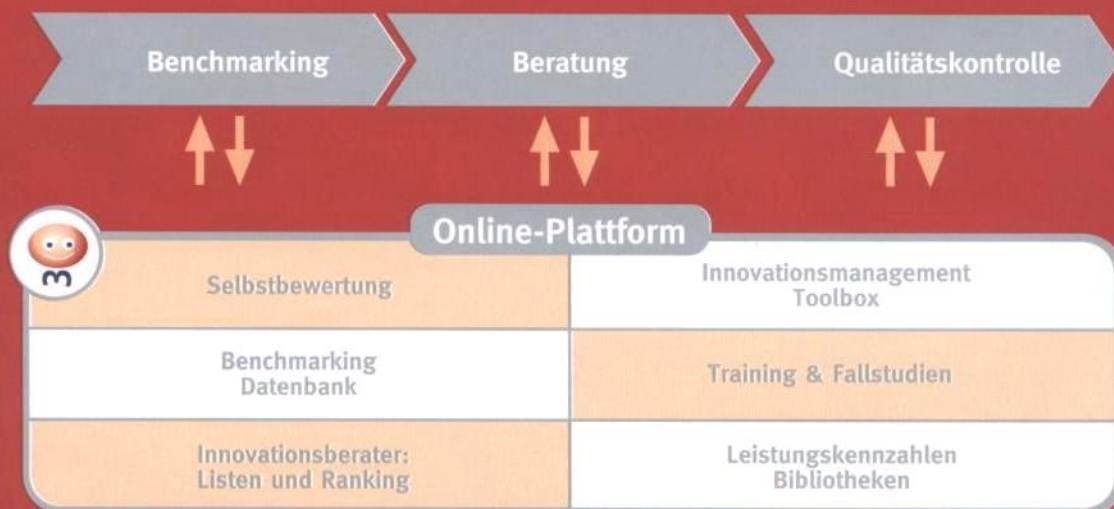 Benchmarking
Beratung
Qualitätskontrolle
Online-Plattform
Selbstbewertung
Innovationsmanagement
Toolbox
Benchmarking
Datenbank
Training & Fallstudien
Innovationsberater:
Listen und Ranking
Leistungskennzahlen
Bibliotheken